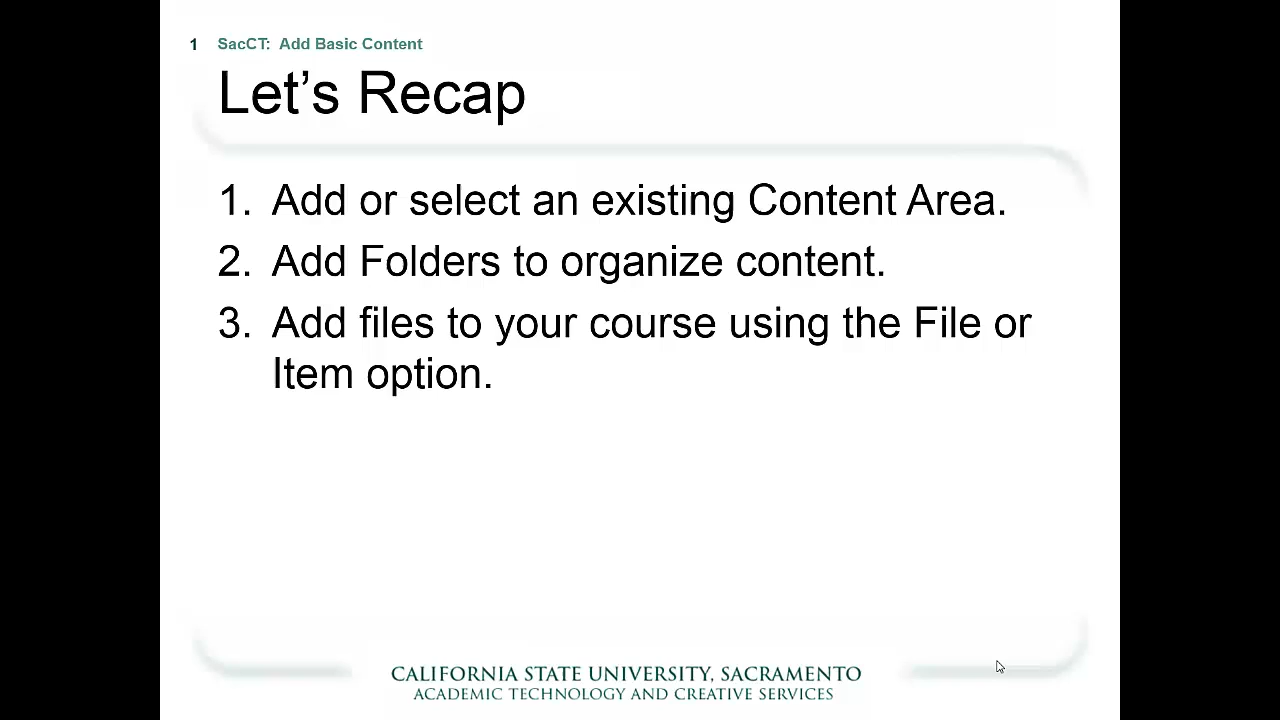 1 SacCT: Add Basic Content
Let’s Recap
1. Add or select an existing Content Area.
2. Add Folders to organize content.
3. Add files to your course using the File or
Item option.
CALIFORNIA STATE UNIVERSITY, SACRAMENTO
ACADEMIC TECHNOLOGY AND CREATIVE SERVICES